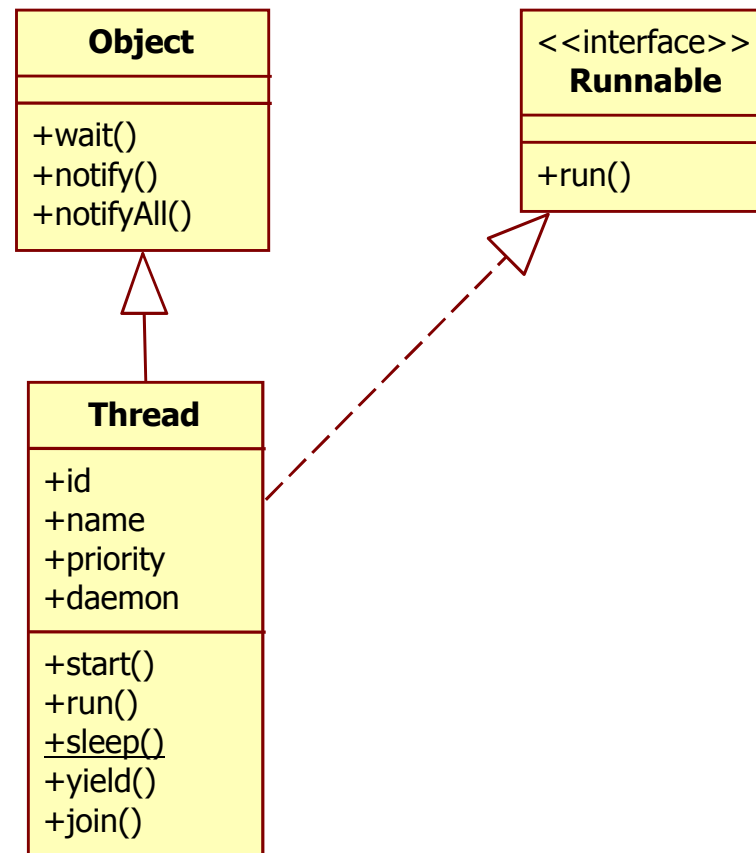 Object
+wait()
+notify()
+notifyAll()
<<interface>>
Runnable
+run()
Thread
+id
+name
+priority
+daemon
+start()
+run()
+sleep()
+yield()
+join()